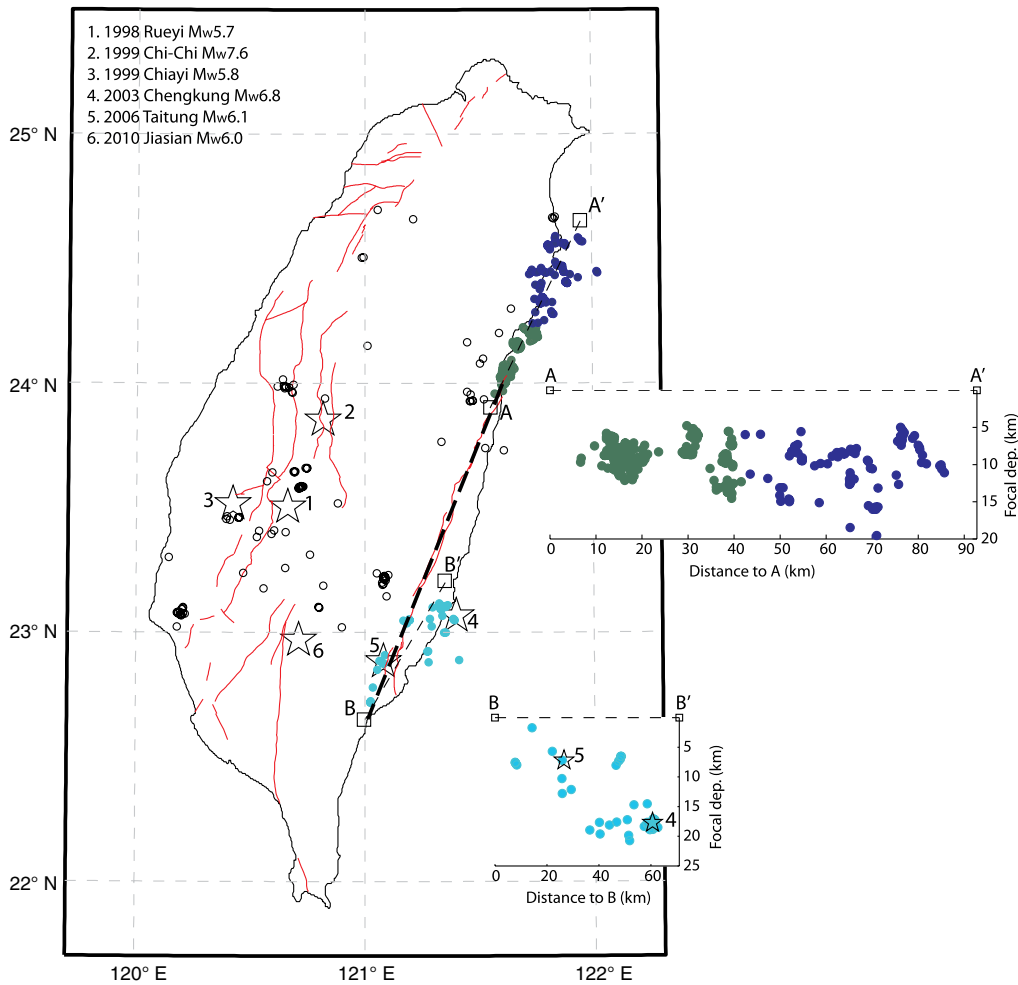 1. 1998 Rueyi Mw5.7
2. 1999 Chi-Chi Mw7.6
3. 1999 Chiayi Mw5.8
4. 2003 Chengkung Mw6.8
5. 2006 Taitung Mw6.1
6. 2010 Jiasian Mw6.0
25° N
A'
24° N
A
A
A'
2
5
10
15
20
Focal dep. (km)
3
1
0 10 20 30 40 50 60 70 80 90
Distance to A (km)
B'
23° N
4
5
6
B
B
B'
5
5
10
15
4
20
25
Focal dep. (km)
0 20 40 60
Distance to B (km)
22° N
120° E 121° E 122° E